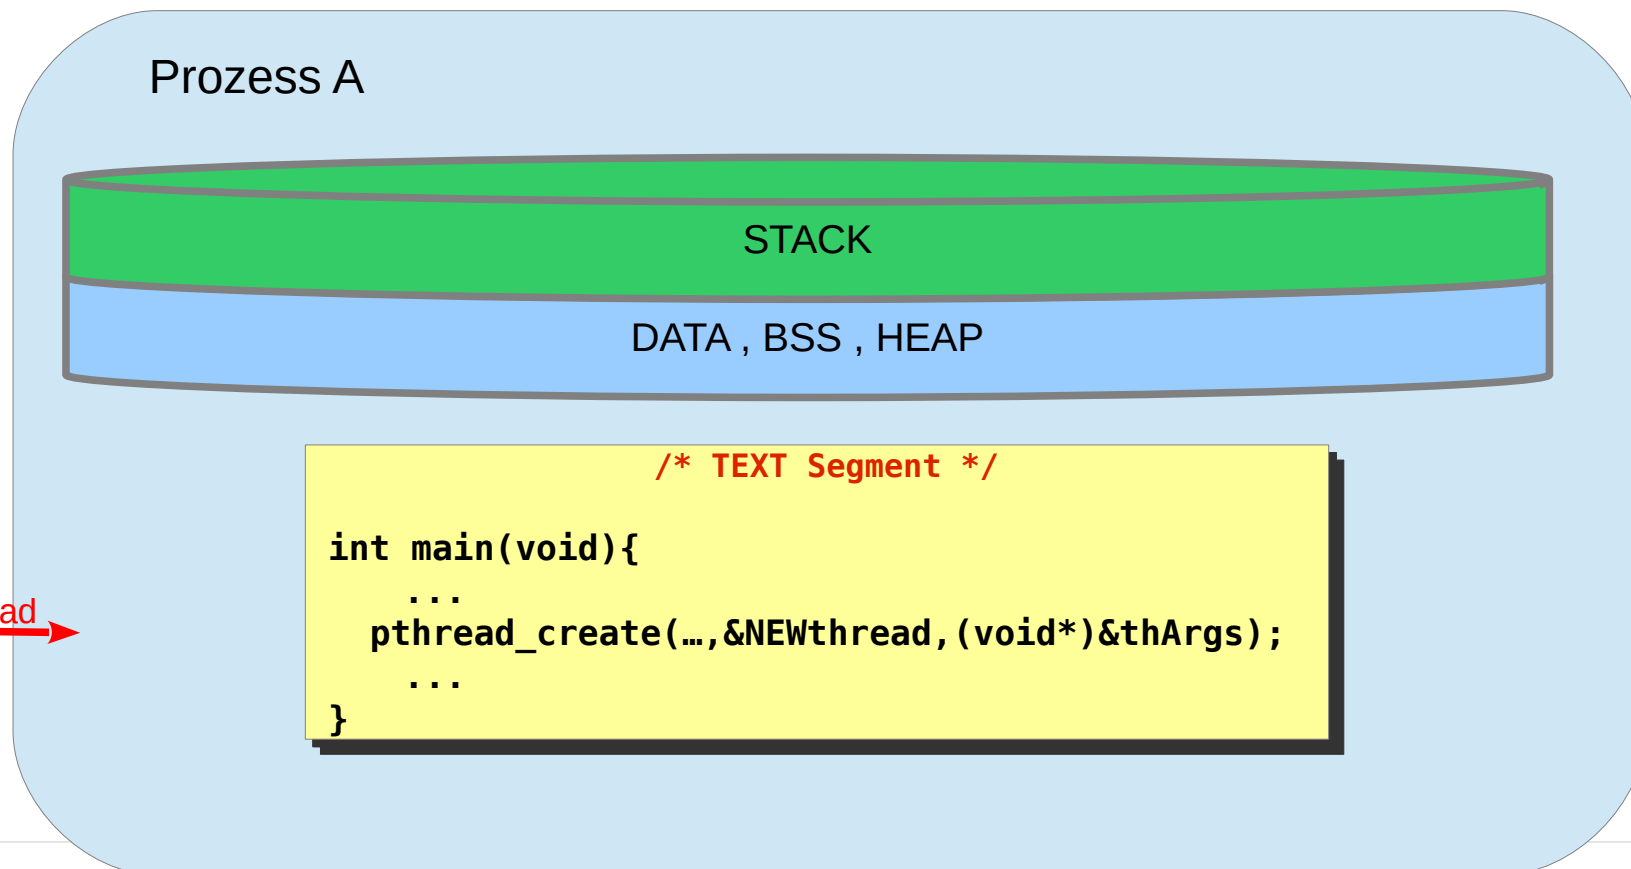 Prozess A
STACK
DATA , BSS , HEAP
/* TEXT Segment */
int main(void){
...
ad
pthread_create(…,&NEWthread,(void*)&thArgs);
...
}